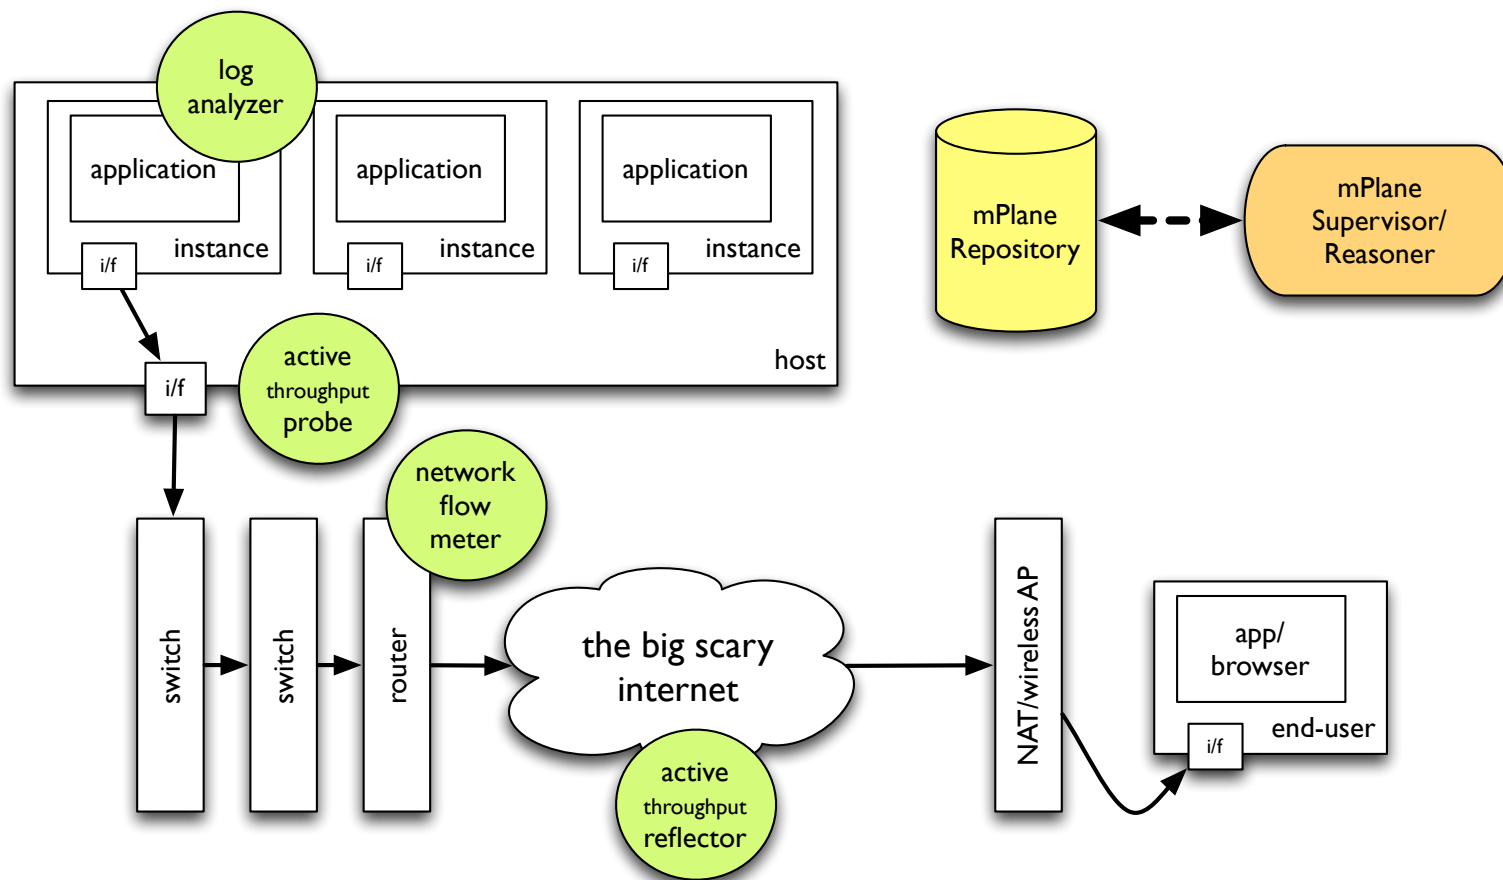 log
analyzer
application
application
application
instance
instance
instance
i/f
i/f
i/f
host
i/f
active
throughput
probe
mPlane
Repository
mPlane
Supervisor/
Reasoner
network
flow
meter
switch
switch
router
the big scary
internet
active
throughput
reflector
NAT/wireless AP
app/
browser
end-user
i/f